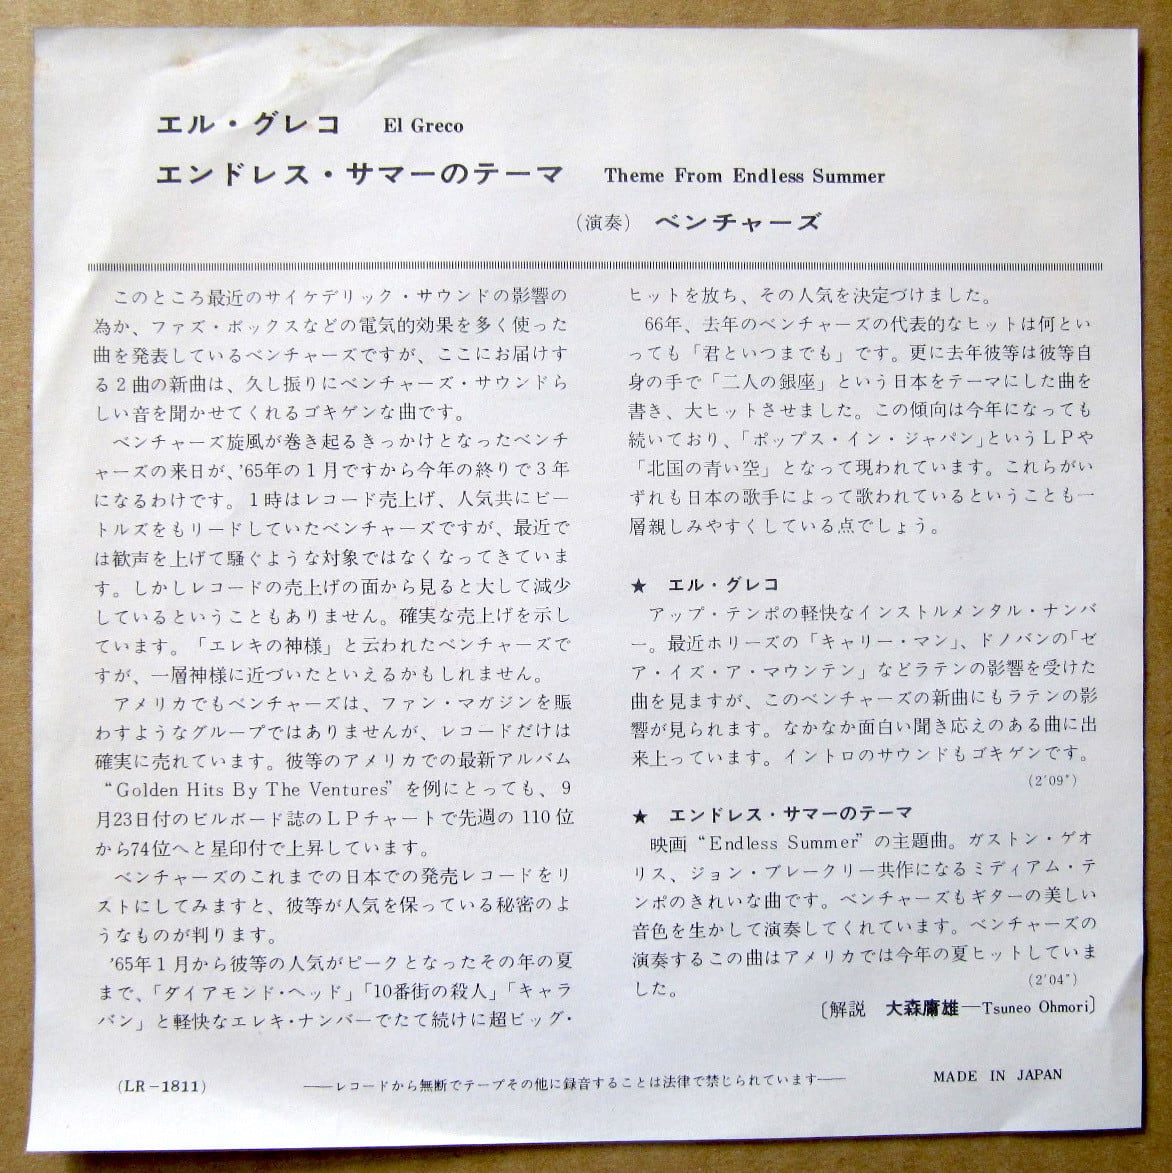 エル・グレコ El Greco
エンドレス・サマーのテーマ Theme From Endless Summer
(演奏) ベンチャーズ
このところ最近のサイケデリック・サウンドの影響の
為か、ファズ・ボックスなどの電気的効果を多く使った
曲を発表しているベンチャーズですが、ここにお届けす
る2曲の新曲は、久し振りにベンチャーズ・サウンドら
しい音を聞かせてくれるゴキゲンな曲です。
ベンチャーズ旋風が巻き起るきっかけとなったベンチ
ャーズの来日が、'65年の1月ですから今年の終りで3年
になるわけです。1時はレコード売上げ、人気共にビー
トルズをもリードしていたベンチャーズですが、最近で
は歓声を上げて騒ぐような対象ではなくなってきていま
す。しかしレコードの売上げの面から見ると大して減少
しているということもありません。確実な売上げを示し
ています。「エレキの神様」と云われたベンチャーズで
すが、一層神様に近づいたといえるかもしれません。
アメリカでもベンチャーズは、ファン・マガジンを賑
わすようなグループではありませんが、レコードだけは
確実に売れています。彼等のアメリカでの最新アルバム
“Golden Hits By The Ventures”を例にとっても、9
月23日付のビルボード誌のLPチャートで先週の110位
から74位へと星印付で上昇しています。
ベンチャーズのこれまでの日本での発売レコードをリ
ストにしてみますと、彼等が人気を保っている秘密のよ
うなものが判ります。
'65年1月から彼等の人気がピークとなったその年の夏
まで、「ダイアモンド・ヘッド」「10番街の殺人」「キャラ
バン」と軽快なエレキ・ナンバーでたて続けに超ビッグ・
ヒットを放ち、その人気を決定づけました。
66年、去年のベンチャーズの代表的なヒットは何とい
っても「君といつまでも」です。更に去年彼等は彼等自
身の手で「二人の銀座」という日本をテーマにした曲を
書き、大ヒットさせました。この傾向は今年になっても
続いており、「ポップス・イン・ジャパン」というLPや
「北国の青い空」となって現われています。これらがい
ずれも日本の歌手によって歌われているということも一
層親しみやすくしている点でしょう。
★ エル・グレコ
アップ・テンポの軽快なインストルメンタル・ナンバ
ー。最近ホリーズの「キャリー・マン」、ドノバンの「ゼ
ア・イズ・ア・マウンテン」などラテンの影響を受けた
曲を見ますが、このベンチャーズの新曲にもラテンの影
響が見られます。なかなか面白い聞き応えのある曲に出
来上っています。イントロのサウンドもゴキゲンです。
(2′09″)
★ エンドレス・サマーのテーマ
映画“Endless Summer”の主題曲。ガストン・ゲオ
リス、ジョン・ブレークリー共作になるミディアム・テ
ンポのきれいな曲です。ベンチャーズもギターの美しい
音色を生かして演奏してくれています。ベンチャーズの
演奏するこの曲はアメリカでは今年の夏ヒットしていま
した。 (2′04″)
〔解説 大森庸雄―Tsuneo Ohmori〕
(LR-1811) ――レコードから無断でテープその他に録音することは法律で禁じられています―― MADE IN JAPAN